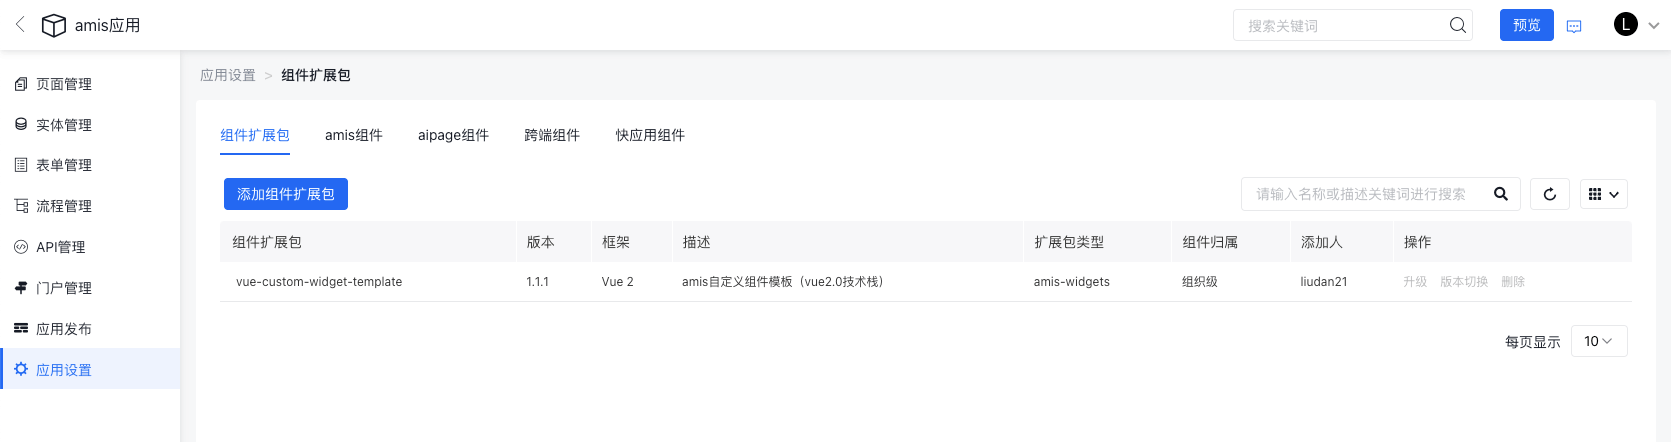 amis应用
搜索关键词
预览
L
页面管理
实体管理
表单管理
流程管理
API管理
门户管理
应用发布
应用设置
应用设置 > 组件扩展包
组件扩展包 amis组件 aipage组件 跨端组件 快应用组件
添加组件扩展包
请输入名称或描述关键词进行搜索
组件扩展包 版本 框架 描述 扩展包类型 组件归属 添加人 操作
vue-custom-widget-template 1.1.1 Vue 2 amis自定义组件模板（vue2.0技术栈） amis-widgets 组织级 liudan21 升级 版本切换 删除
每页显示 10